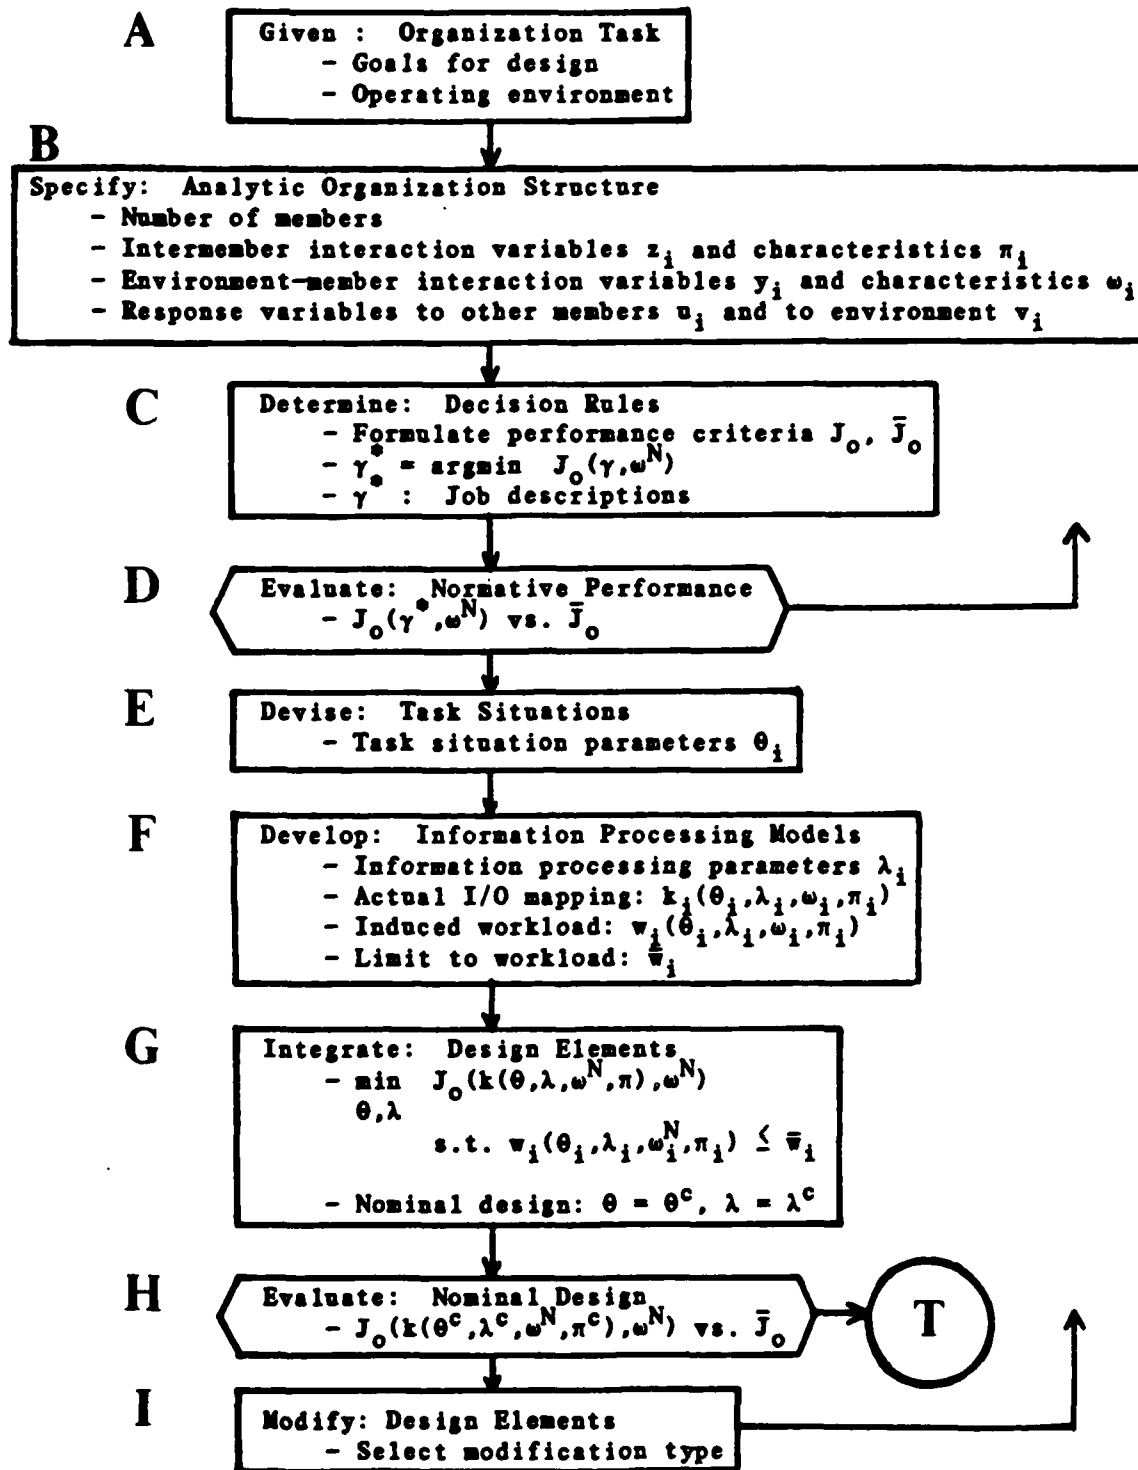 A
Given : Organization Task
- Goals for design
- Operating environment
B
Specify: Analytic Organization Structure
- Number of members
- Intermember interaction variables z_i and characteristics π_i
- Environment-member interaction variables y_i and characteristics ω_i
- Response variables to other members u_i and to environment v_i
C
Determine: Decision Rules
- Formulate performance criteria J_o, J̄_o
- γ* = argmin J_o(γ,ω^N)
- γ* : Job descriptions
D
Evaluate: Normative Performance
- J_o(γ*,ω^N) vs. J̄_o
E
Devise: Task Situations
- Task situation parameters θ_i
F
Develop: Information Processing Models
- Information processing parameters λ_i
- Actual I/O mapping: k_i(θ_i,λ_i,ω_i,π_i)
- Induced workload: w_i(θ_i,λ_i,ω_i,π_i)
- Limit to workload: w̄_i
G
Integrate: Design Elements
- min J_o(k(θ,λ,ω^N,π),ω^N)
θ,λ
s.t. w_i(θ_i,λ_i,ω_i^N,π_i) ≤ w̄_i
- Nominal design: θ = θ^c, λ = λ^c
H
Evaluate: Nominal Design
- J_o(k(θ^c,λ^c,ω^N,π^c),ω^N) vs. J̄_o
T
I
Modify: Design Elements
- Select modification type